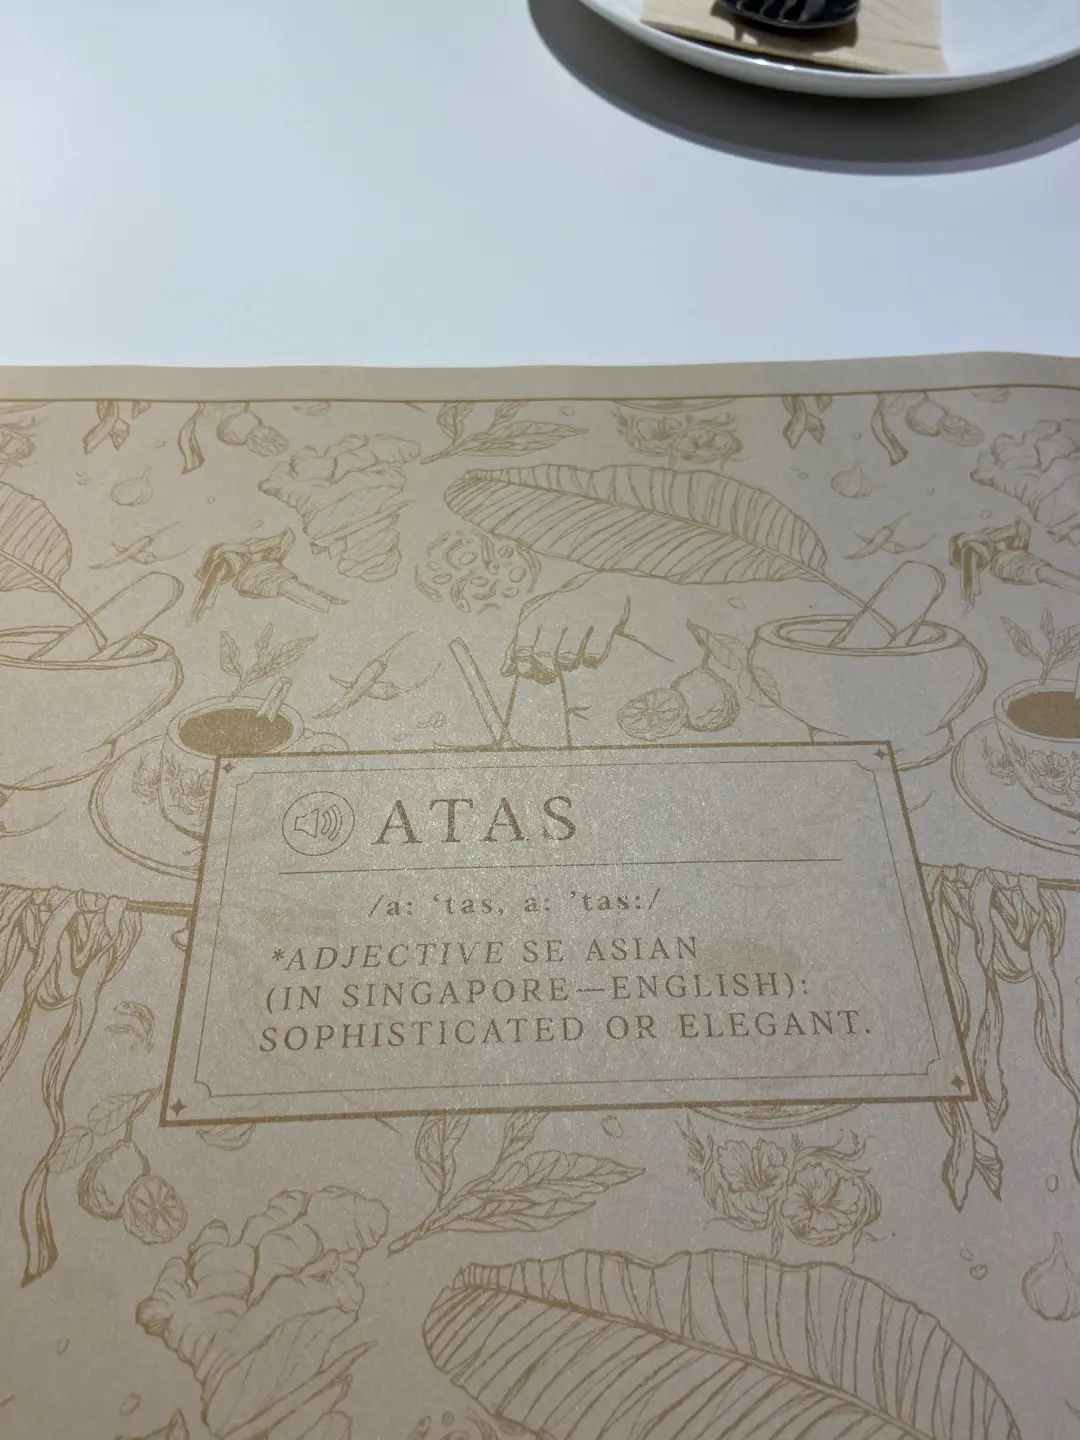 ATAS
/a: ‘tas, a: ’tas:/
*ADJECTIVE SE ASIAN
(IN SINGAPORE—ENGLISH):
SOPHISTICATED OR ELEGANT.